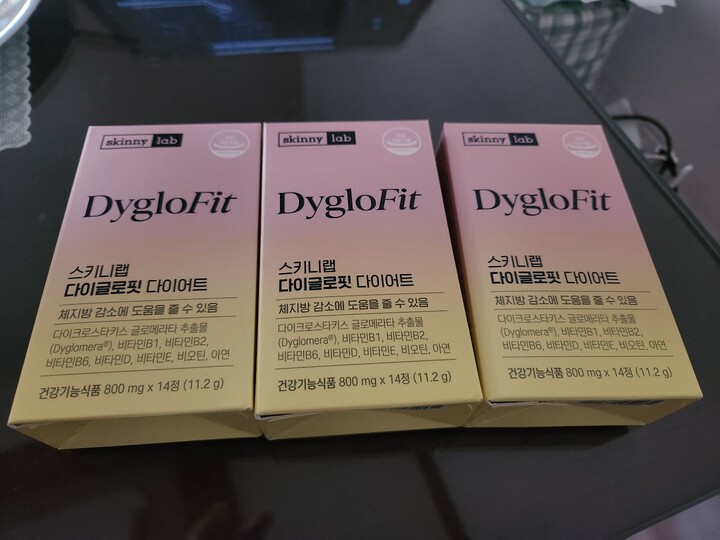 skinny lab
DygloFit
스키니랩
다이글로핏 다이어트
체지방 감소에 도움을 줄 수 있음
다이크로스타키스 글로메라타 추출물
(Dyglomera®), 비타민B1, 비타민B2,
비타민B6, 비타민D, 비타민E, 비오틴, 아연
건강기능식품 800 mg x 14정 (11.2 g)
skinny lab
DygloFit
스키니랩
다이글로핏 다이어트
체지방 감소에 도움을 줄 수 있음
다이크로스타키스 글로메라타 추출물
(Dyglomera®), 비타민B1, 비타민B2,
비타민B6, 비타민D, 비타민E, 비오틴, 아연
건강기능식품 800 mg x 14정 (11.2 g)
skinny lab
DygloFit
스키니랩
다이글로핏 다이어트
체지방 감소에 도움을 줄 수 있음
다이크로스타키스 글로메라타 추출물
(Dyglomera®), 비타민B1, 비타민B2,
비타민B6, 비타민D, 비타민E, 비오틴, 아연
건강기능식품 800 mg x 14정 (11.2 g)